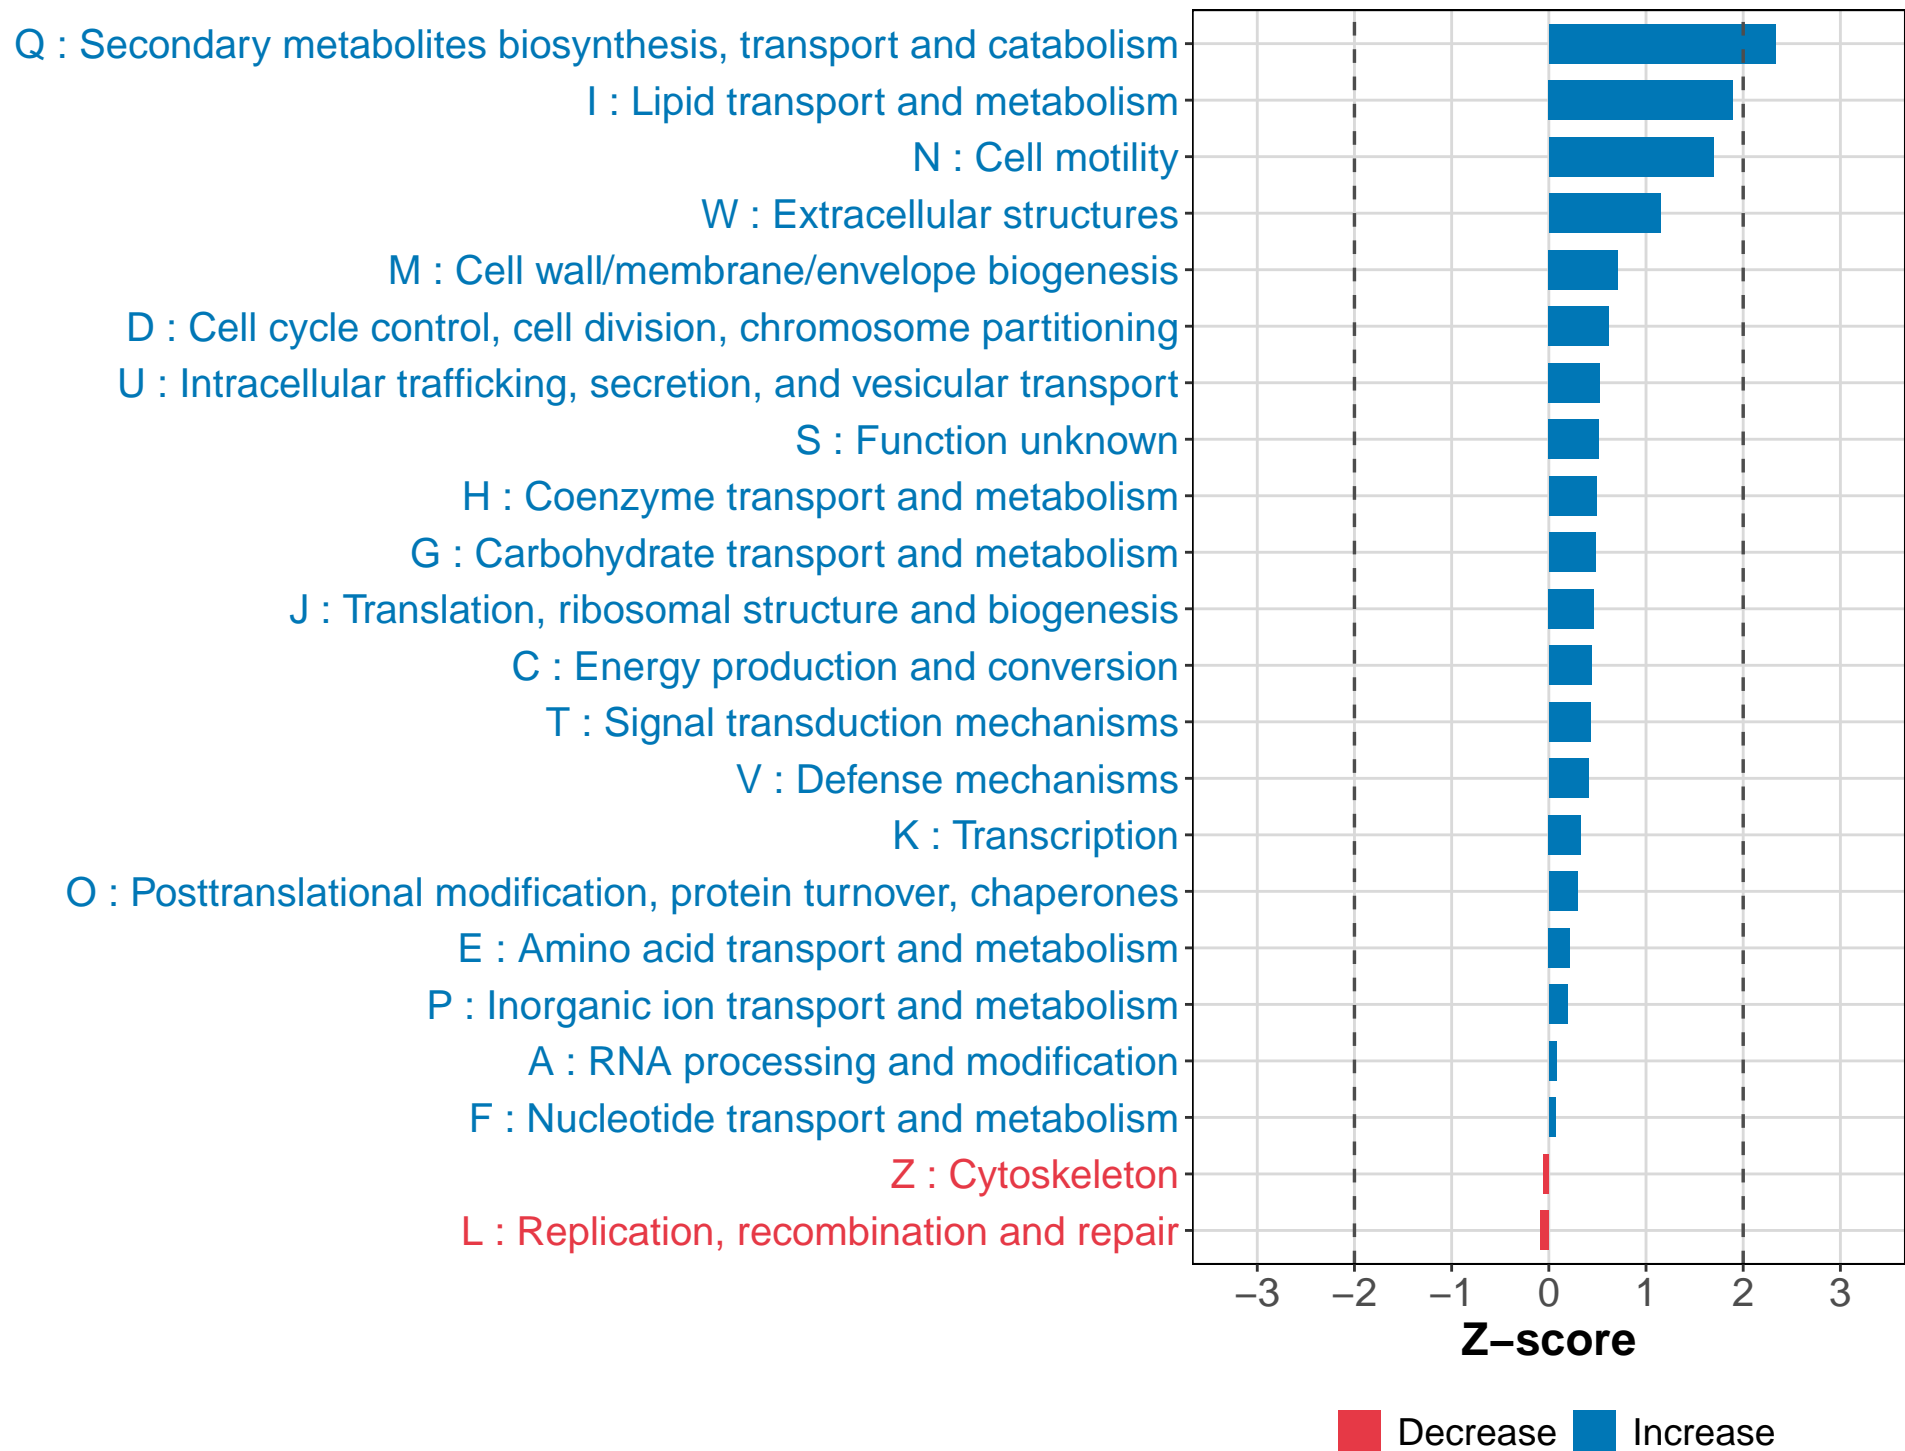 Q : Secondary metabolites biosynthesis, transport and catabolism
I : Lipid transport and metabolism
N : Cell motility
W : Extracellular structures
M : Cell wall/membrane/envelope biogenesis
D : Cell cycle control, cell division, chromosome partitioning
U : Intracellular trafficking, secretion, and vesicular transport
S : Function unknown
H : Coenzyme transport and metabolism
G : Carbohydrate transport and metabolism
J : Translation, ribosomal structure and biogenesis
C : Energy production and conversion
T : Signal transduction mechanisms
V : Defense mechanisms
K : Transcription
O : Posttranslational modification, protein turnover, chaperones
E : Amino acid transport and metabolism
P : Inorganic ion transport and metabolism
A : RNA processing and modification
F : Nucleotide transport and metabolism
Z : Cytoskeleton
L : Replication, recombination and repair
−3 −2 −1 0 1 2 3
Z−score
Decrease Increase